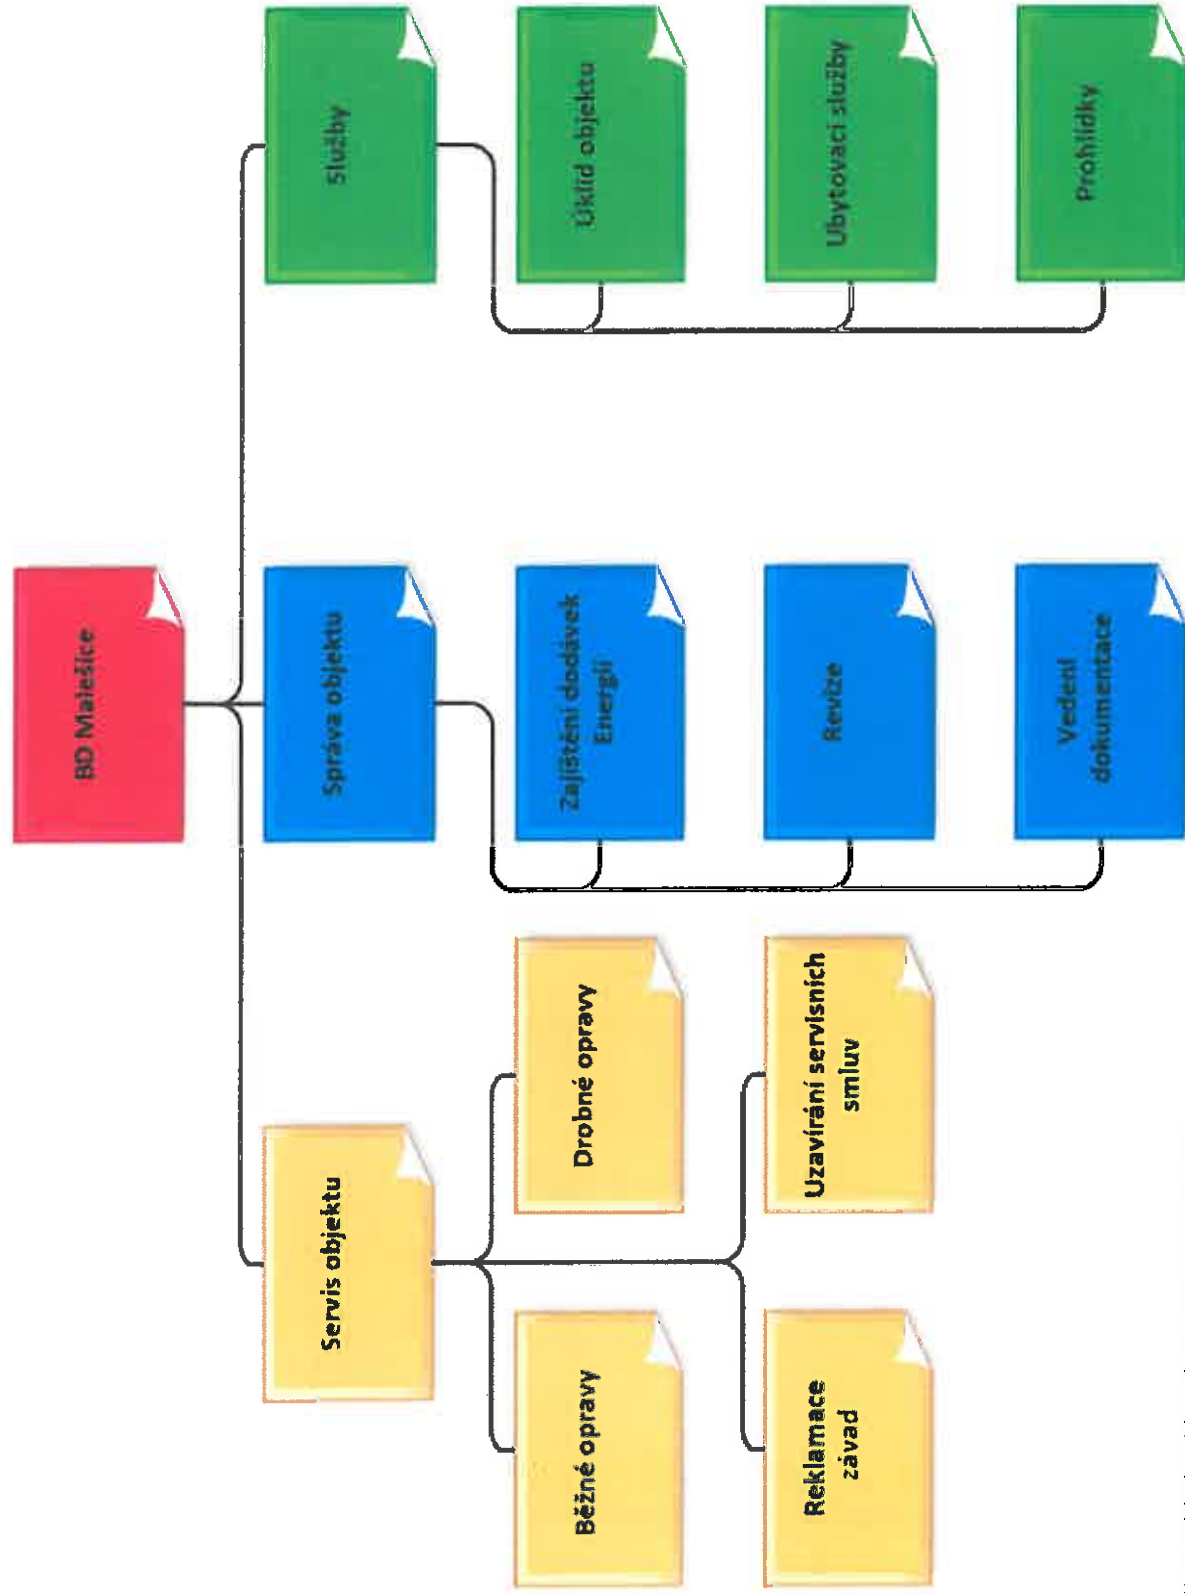 BD Malešice
Servis objektu
Správa objektu
Služby
Běžné opravy
Drobné opravy
Zajištění dodávek
Energií
Úklid objektu
Reklamace
závad
Uzavírání servisních
smluv
Revize
Ubytovací služby
Vedení
dokumentace
Prohlídky